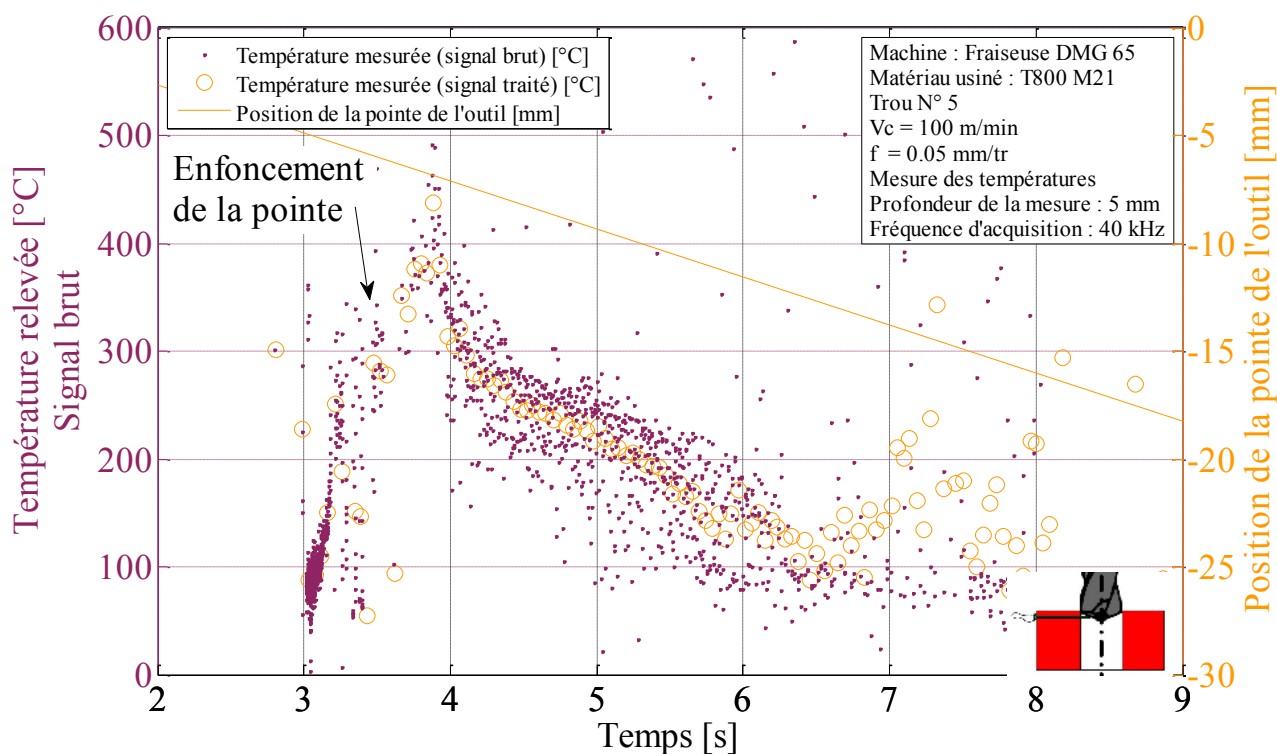 600
500
400
300
200
100
0
Température relevée [°C]
Signal brut
Température mesurée (signal brut) [°C]
Température mesurée (signal traité) [°C]
Position de la pointe de l'outil [mm]
Enfoncement
de la pointe
Machine : Fraiseuse DMG 65
Matériau usiné : T800 M21
Trou N° 5
Vc = 100 m/min
f = 0.05 mm/tr
Mesure des températures
Profondeur de la mesure : 5 mm
Fréquence d'acquisition : 40 kHz
0
-5
-10
-15
-20
-25
-30
Position de la pointe de l'outil [mm]
2 3 4 5 6 7 8 9
Temps [s]